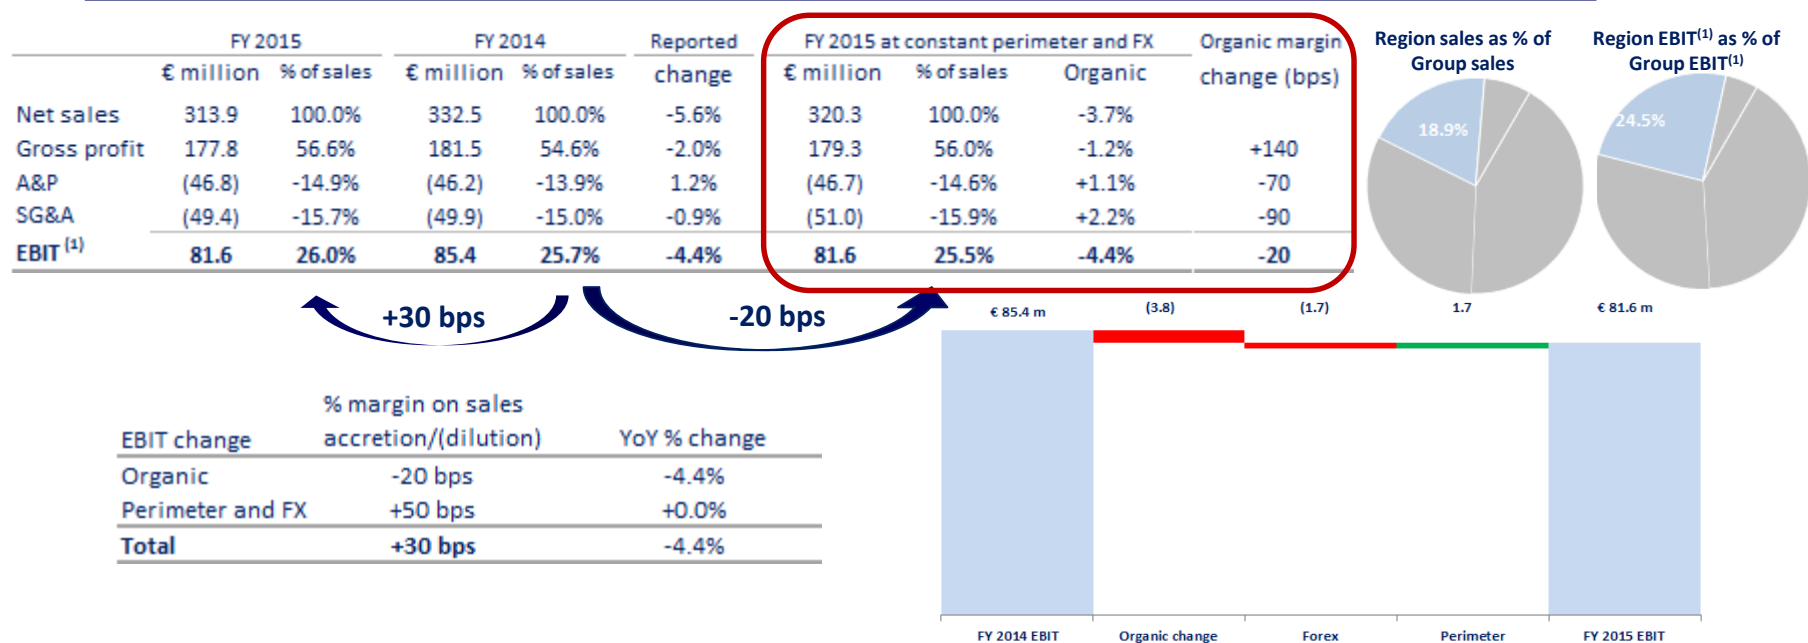 FY 2015 FY 2014 Reported FY 2015 at constant perimeter and FX Organic margin
€ million % of sales € million % of sales change € million % of sales Organic change (bps)
Net sales 313.9 100.0% 332.5 100.0% -5.6% 320.3 100.0% -3.7%
Gross profit 177.8 56.6% 181.5 54.6% -2.0% 179.3 56.0% -1.2% +140
A&P (46.8) -14.9% (46.2) -13.9% 1.2% (46.7) -14.6% +1.1% -70
SG&A (49.4) -15.7% (49.9) -15.0% -0.9% (51.0) -15.9% +2.2% -90
EBIT (1) 81.6 26.0% 85.4 25.7% -4.4% 81.6 25.5% -4.4% -20
Region sales as % of
Group sales
18.9%
Region EBIT(1) as % of
Group EBIT(1)
24.5%
+30 bps
-20 bps
€ 85.4 m (3.8) (1.7) 1.7 € 81.6 m
FY 2014 EBIT Organic change Forex Perimeter FY 2015 EBIT
% margin on sales
EBIT change accretion/(dilution) YoY % change
Organic -20 bps -4.4%
Perimeter and FX +50 bps +0.0%
Total +30 bps -4.4%